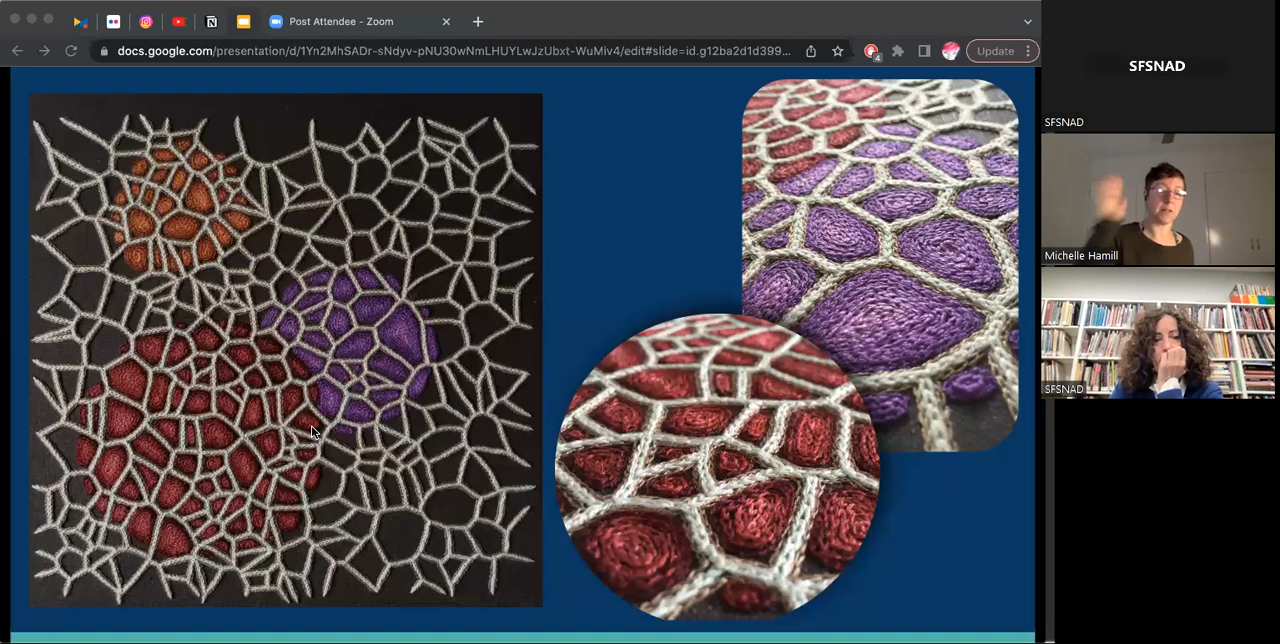 Post Attendee - Zoom
docs.google.com/presentation/d/1Yn2MhSADr-sNdyv-pNU30wNmLHUYLwJzUbxt-WuMiv4/edit#slide=id.g12ba2d1d399...
4
Update
SFSNAD
SFSNAD
Michelle Hamill
SFSNAD